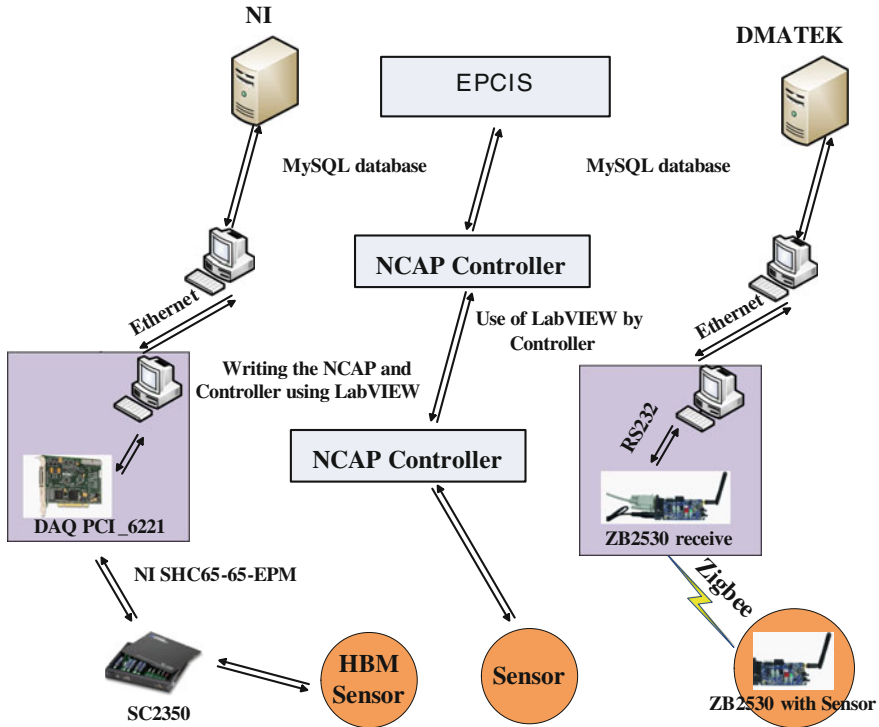 NI
DMATEK
EPCIS
MySQL database
MySQL database
NCAP Controller
Ethernet
Use of LabVIEW by
Controller
Ethernet
Writing the NCAP and
Controller using LabVIEW
RS232
NCAP Controller
DAQ PCI_6221
ZB2530 receive
NI SHC65-65-EPM
Zigbee
HBM
Sensor
Sensor
SC2350
ZB2530 with Sensor